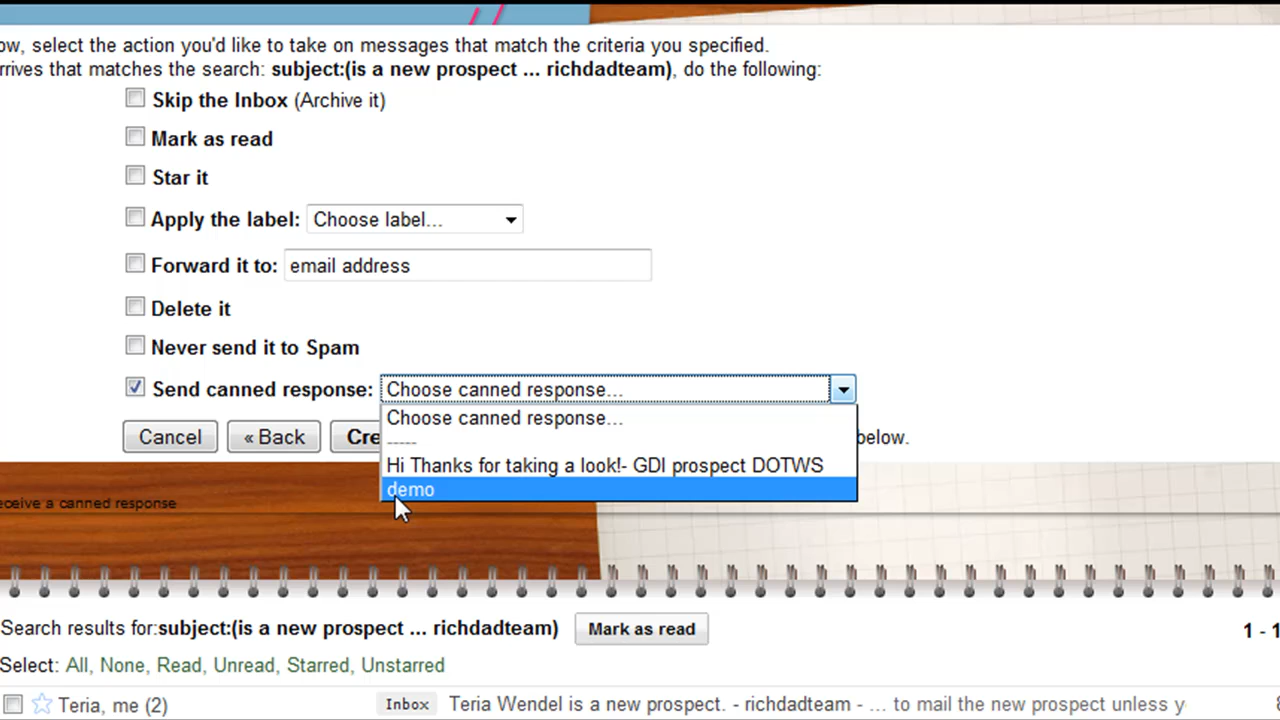 ow, select the action you'd like to take on messages that match the criteria you specified.
rrives that matches the search: subject:(is a new prospect ... richdadteam), do the following:
Skip the Inbox (Archive it)
Mark as read
Star it
Apply the label: Choose label...
Forward it to: email address
Delete it
Never send it to Spam
Send canned response: Choose canned response...
Choose canned response...
-----
Cancel « Back Cre below.
Hi Thanks for taking a look!- GDI prospect DOTWS
demo
eceive a canned response
Search results for:subject:(is a new prospect ... richdadteam) Mark as read 1 - 1
Select: All, None, Read, Unread, Starred, Unstarred
Teria, me (2) Inbox Teria Wendel is a new prospect. - richdadteam - ... to mail the new prospect unless y